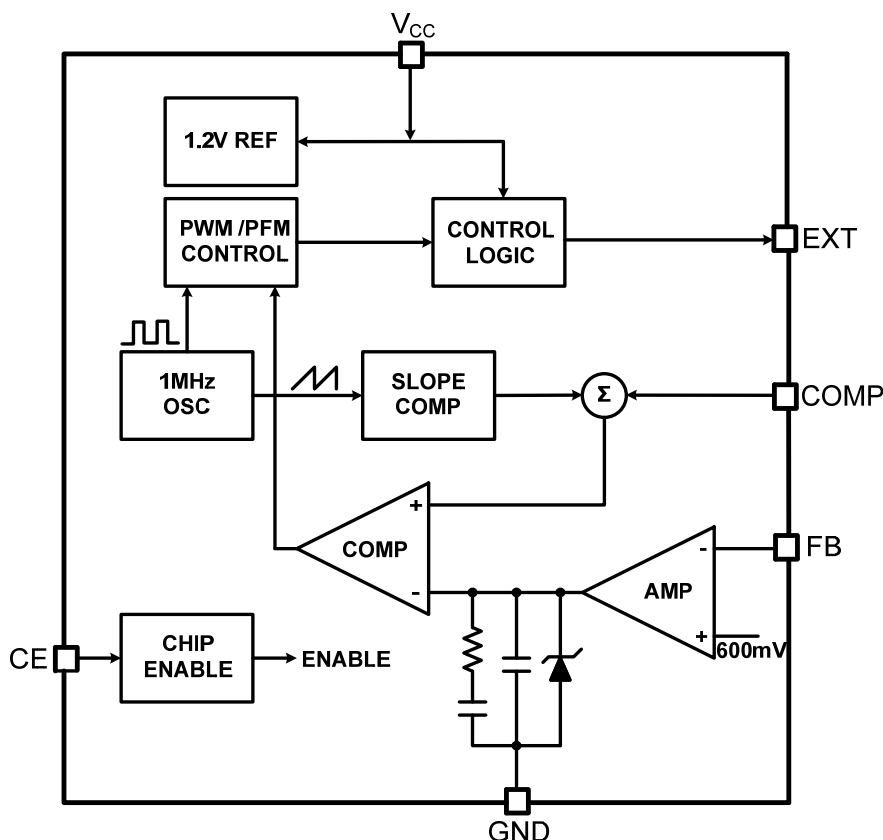 VCC
1.2V REF
PWM /PFM
CONTROL
CONTROL
LOGIC
EXT
1MHz
OSC
SLOPE
COMP
Σ
COMP
+
COMP
-
-
FB
AMP
+
600mV
CE
CHIP
ENABLE
ENABLE
GND